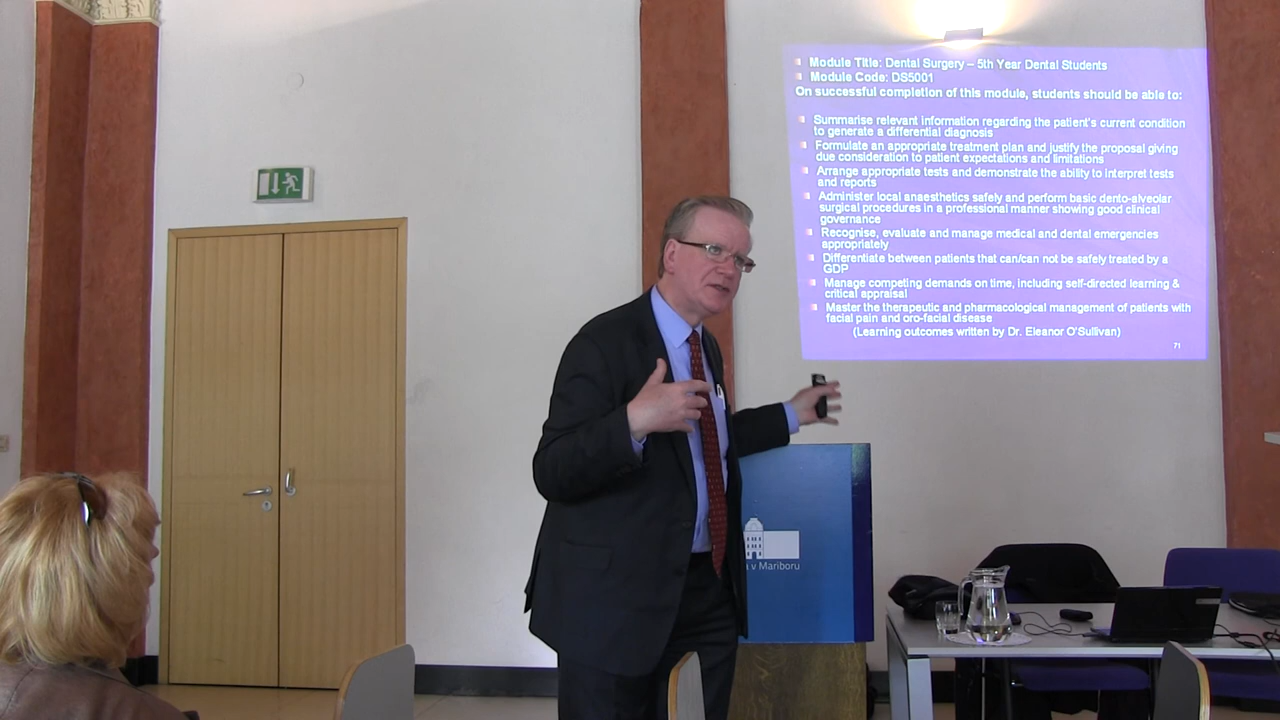 Module Title: Dental Surgery – 5th Year Dental Students
Module Code: DS5001
On successful completion of this module, students should be able to:
Summarise relevant information regarding the patient's current condition
to generate a differential diagnosis
Formulate an appropriate treatment plan and justify the proposal giving
due consideration to patient expectations and limitations
Arrange appropriate tests and demonstrate the ability to interpret tests
and reports
Administer local anaesthetics safely and perform basic dento-alveolar
surgical procedures in a professional manner showing good clinical
governance
Recognise, evaluate and manage medical and dental emergencies
appropriately
Differentiate between patients that can/can not be safely treated by a
GDP
Manage competing demands on time, including self-directed learning &
critical appraisal
Master the therapeutic and pharmacological management of patients with
facial pain and oro-facial disease
(Learning outcomes written by Dr. Eleanor O'Sullivan)
71
a v Mariboru